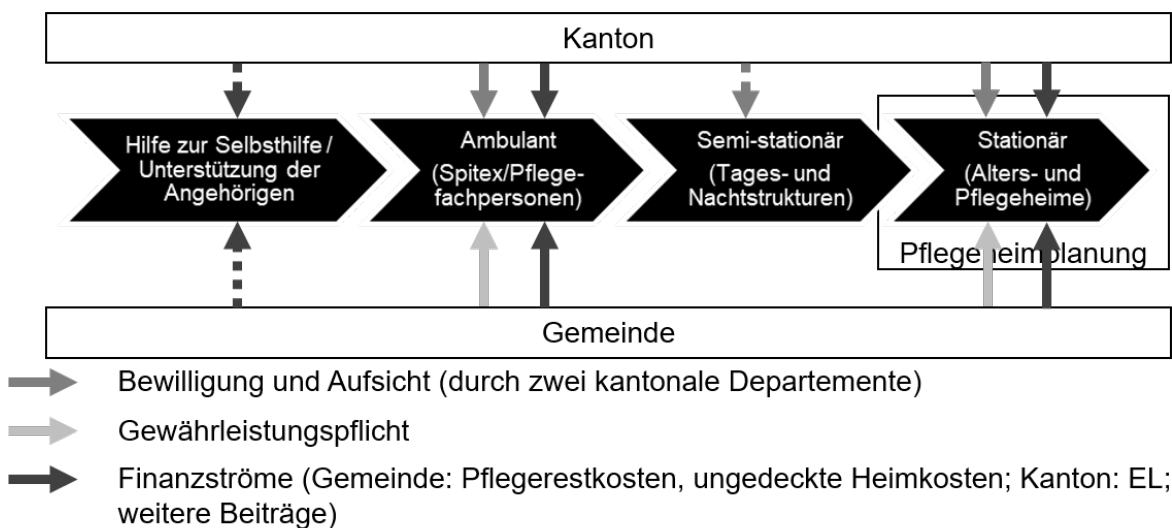 Kanton
Hilfe zur Selbsthilfe /
Unterstützung der
Angehörigen
Ambulant
(Spitex/Pflege-
fachpersonen)
Semi-stationär
(Tages- und
Nachtstrukturen)
Stationär
(Alters- und
Pflegeheime)
Pflegeheimplanung
Gemeinde
Bewilligung und Aufsicht (durch zwei kantonale Departemente)
Gewährleistungspflicht
Finanzströme (Gemeinde: Pflegerestkosten, ungedeckte Heimkosten; Kanton: EL;
weitere Beiträge)